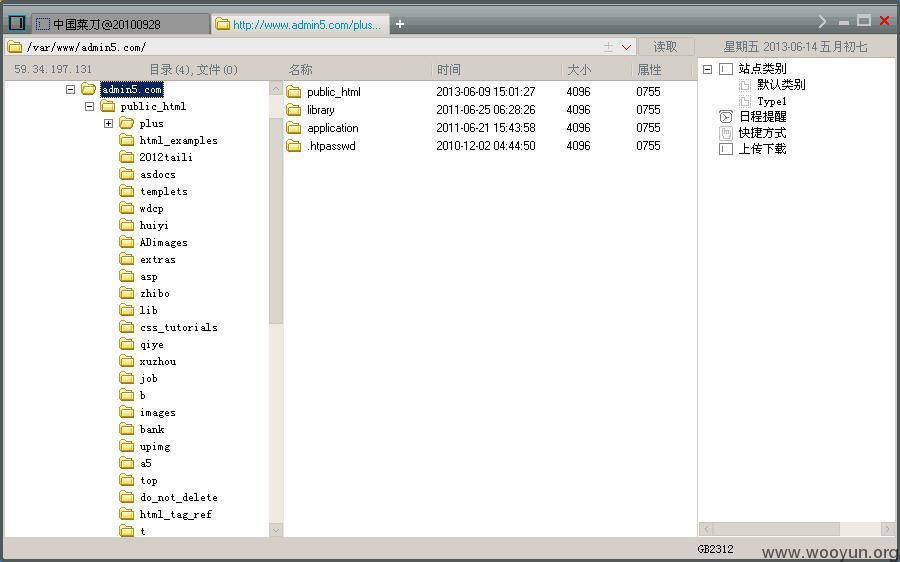 中国菜刀@20100928
http://www.admin5.com/plus...
+
/var/www/admin5.com/
读取
星期五 2013-06-14 五月初七
59.34.197.131
目录(4),文件(0)
admin5.com
public_html
plus
html_examples
2012taili
asdocs
templets
wdcp
huiyi
ADimages
extras
asp
zhibo
lib
css_tutorials
qiye
xuzhou
job
b
images
bank
upimg
a5
top
do_not_delete
html_tag_ref
t
名称 时间 大小 属性
public_html 2013-06-09 15:01:27 4096 0755
library 2011-06-25 06:28:26 4096 0755
application 2011-06-21 15:43:58 4096 0755
.htpasswd 2010-12-02 04:44:50 4096 0755
站点类别
默认类别
Type1
日程提醒
快捷方式
上传下载
GB2312
www.wooyun.org